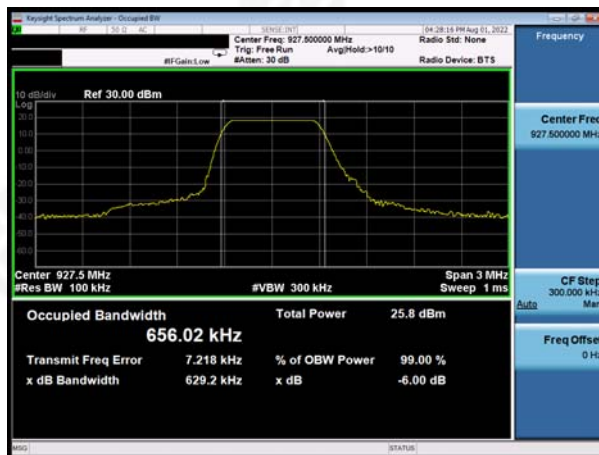 Keysight Spectrum Analyzer - Occupied BW
RF 50 Ω AC SENSE:INT 04:28:16 PM Aug 01, 2022
Center Freq: 927.500000 MHz Radio Std: None
Trig: Free Run Avg|Hold:>10/10
#IFGain:Low #Atten: 30 dB Radio Device: BTS
10 dB/div Ref 30.00 dBm
Log
20.0
10.0
0.00
-10.0
-20.0
-30.0
-40.0
-50.0
-60.0
Center 927.5 MHz Span 3 MHz
#Res BW 100 kHz #VBW 300 kHz Sweep 1 ms
Occupied Bandwidth Total Power 25.8 dBm
656.02 kHz
Transmit Freq Error 7.218 kHz % of OBW Power 99.00 %
x dB Bandwidth 629.2 kHz x dB -6.00 dB
MSG STATUS
Frequency
Center Freq
927.500000 MHz
CF Step
300.000 kHz
Auto Man
Freq Offset
0 Hz